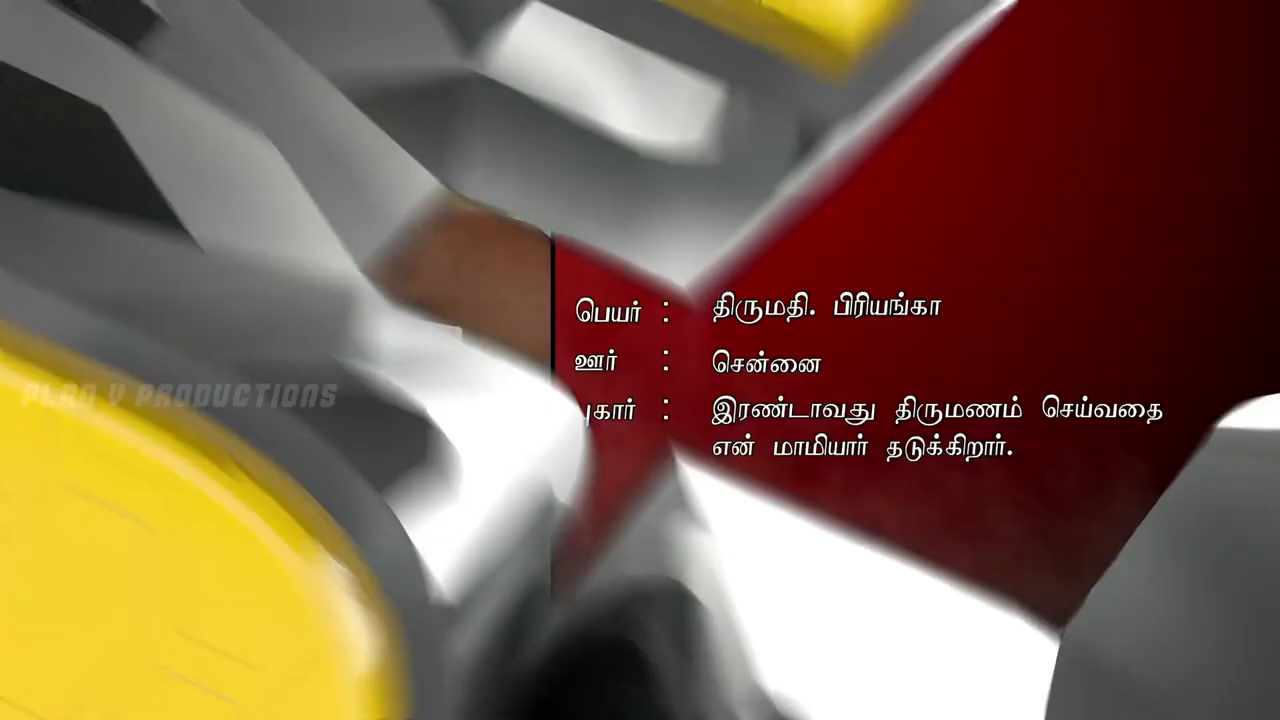 பெயர் : திருமதி. பிரியங்கா
ஊர் : சென்னை
புகார் : இரண்டாவது திருமணம் செய்வதை
என் மாமியார் தடுக்கிறார்.
PLAN V PRODUCTIONS